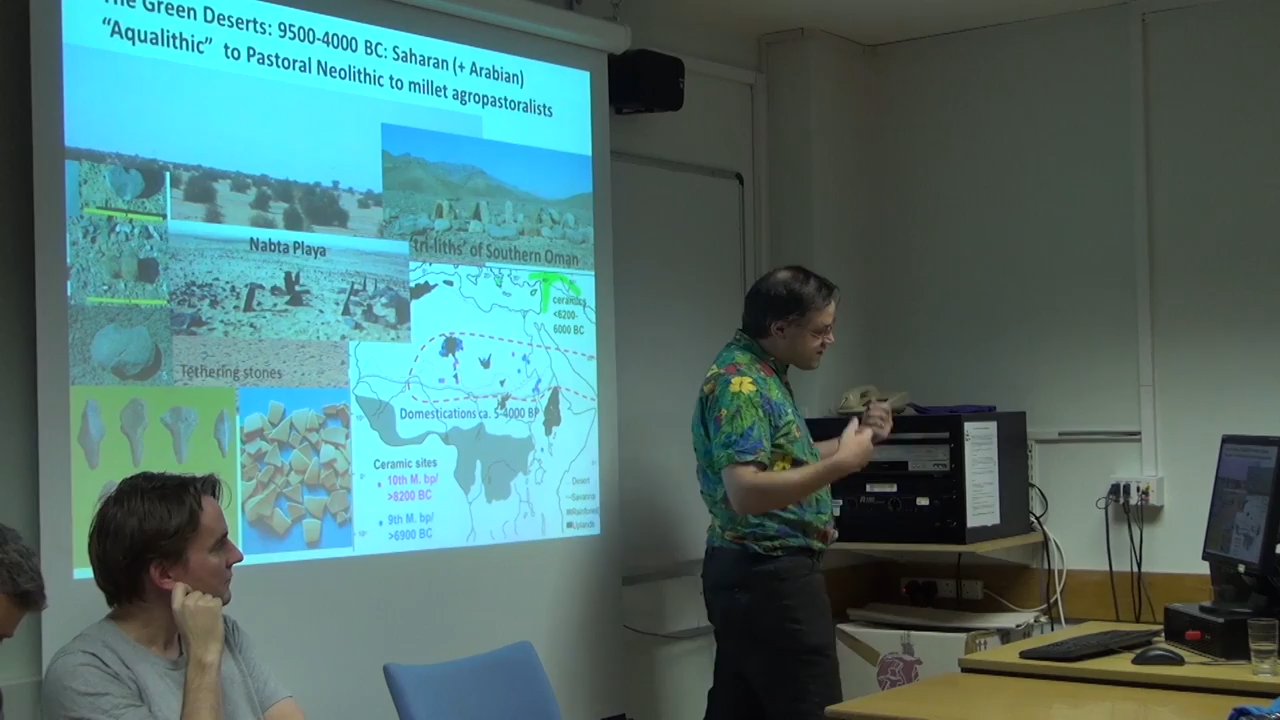 The Green Deserts: 9500-4000 BC: Saharan (+ Arabian)
“Aqualithic” to Pastoral Neolithic to millet agropastoralists
Nabta Playa
'tri-liths' of Southern Oman
ceramics
<6200-
6000 BC
Tethering stones
Domestications ca. 5-4000 BP
Ceramic sites
10th M. bp/
>8200 BC
9th M. bp/
>6900 BC
Desert
Savanna
Rainforest
Uplands